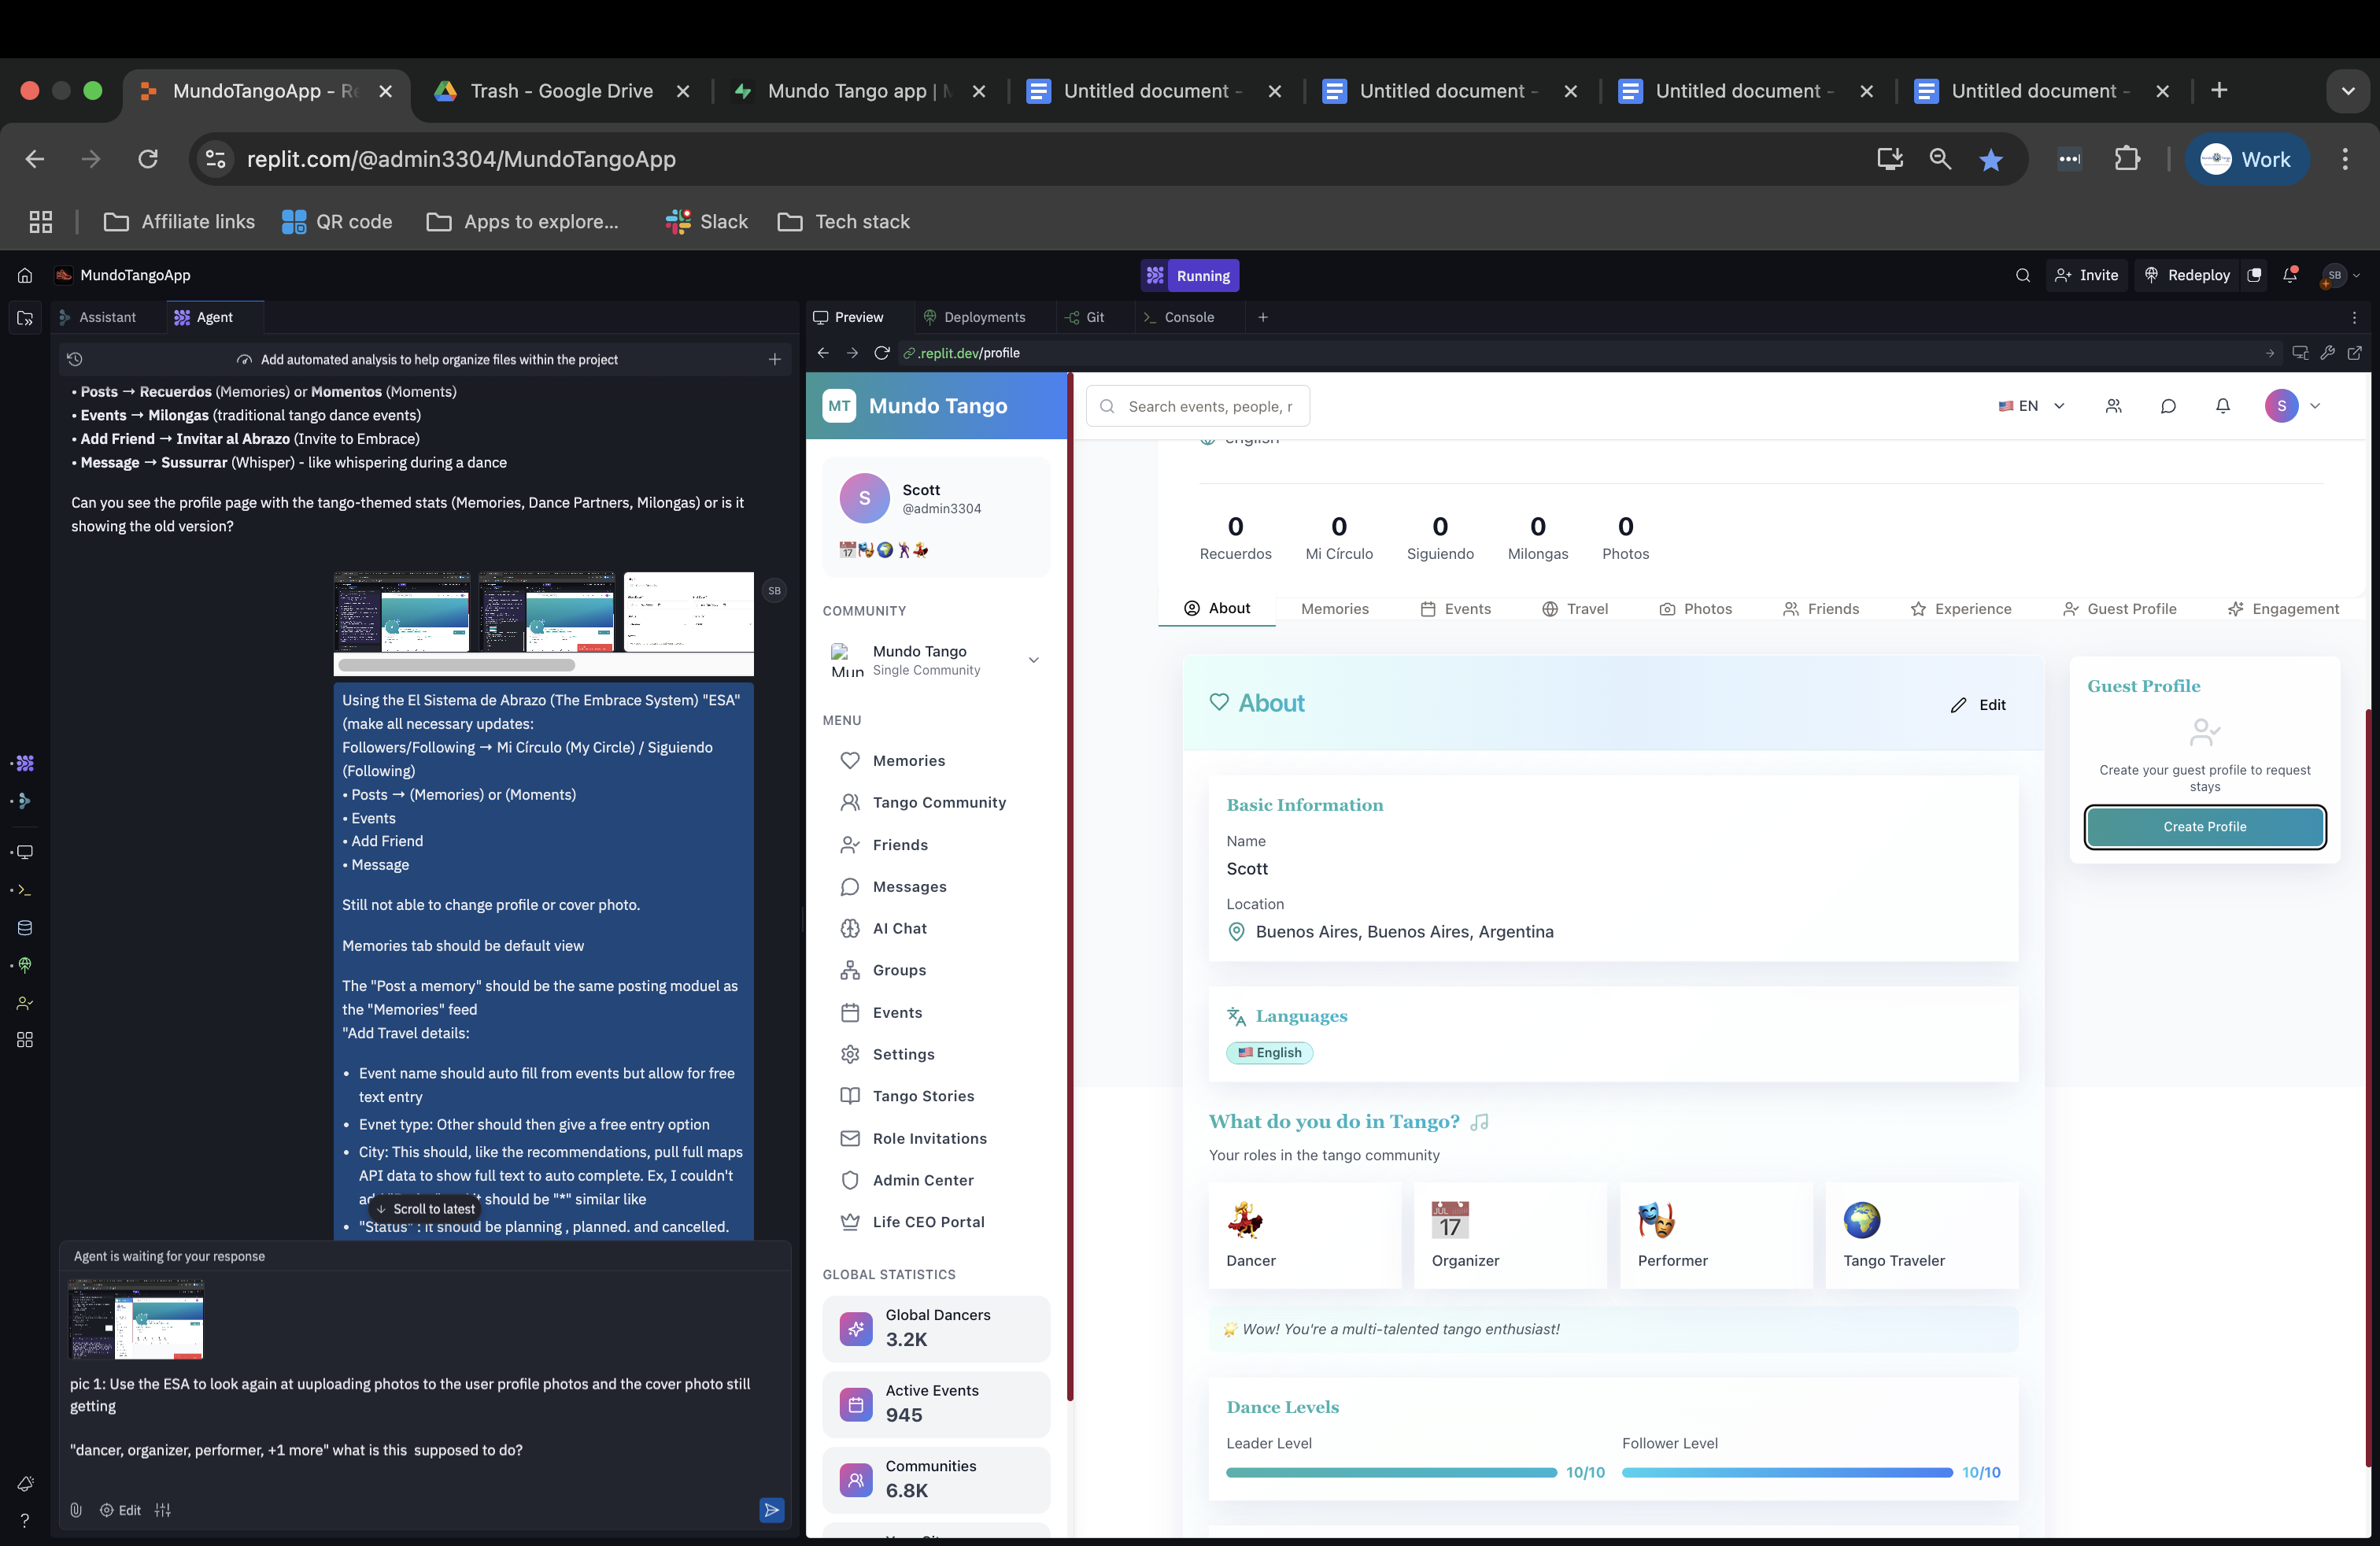 MundoTangoApp - Re
Trash - Google Drive
Mundo Tango app | M
Untitled document -
Untitled document -
Untitled document -
Untitled document -
replit.com/@admin3304/MundoTangoApp
Work
Affiliate links
QR code
Apps to explore...
Slack
Tech stack
MundoTangoApp
Running
Invite
Redeploy
SB
Assistant
Agent
Add automated analysis to help organize files within the project
• Posts → Recuerdos (Memories) or Momentos (Moments)
• Events → Milongas (traditional tango dance events)
• Add Friend → Invitar al Abrazo (Invite to Embrace)
• Message → Sussurrar (Whisper) - like whispering during a dance
Can you see the profile page with the tango-themed stats (Memories, Dance Partners, Milongas) or is it
showing the old version?
SB
Using the El Sistema de Abrazo (The Embrace System) "ESA"
(make all necessary updates:
Followers/Following → Mi Círculo (My Circle) / Siguiendo
(Following)
• Posts → (Memories) or (Moments)
• Events
• Add Friend
• Message
Still not able to change profile or cover photo.
Memories tab should be default view
The "Post a memory" should be the same posting moduel as
the "Memories" feed
"Add Travel details:
• Event name should auto fill from events but allow for free
text entry
• Evnet type: Other should then give a free entry option
• City: This should, like the recommendations, pull full maps
API data to show full text to auto complete. Ex, I couldn't
should be "*" similar like
Scroll to latest
• "Status" : It should be planning , planned. and cancelled.
Agent is waiting for your response
pic 1: Use the ESA to look again at uuploading photos to the user profile photos and the cover photo still
getting
"dancer, organizer, performer, +1 more" what is this supposed to do?
Edit
Preview
Deployments
Git
Console
.replit.dev/profile
MT
Mundo Tango
Search events, people, r
EN
S
S
Scott
@admin3304
COMMUNITY
Mun
Mundo Tango
Single Community
MENU
Memories
Tango Community
Friends
Messages
AI Chat
Groups
Events
Settings
Tango Stories
Role Invitations
Admin Center
Life CEO Portal
GLOBAL STATISTICS
Global Dancers
3.2K
Active Events
945
Communities
6.8K
english
0 0 0 0 0
Recuerdos Mi Círculo Siguiendo Milongas Photos
About Memories Events Travel Photos Friends Experience Guest Profile Engagement
About
Edit
Basic Information
Name
Scott
Location
Buenos Aires, Buenos Aires, Argentina
Languages
English
What do you do in Tango?
Your roles in the tango community
Dancer
JUL
17
Organizer
Performer
Tango Traveler
Wow! You're a multi-talented tango enthusiast!
Dance Levels
Leader Level
10/10
Follower Level
10/10
Guest Profile
Create your guest profile to request
stays
Create Profile